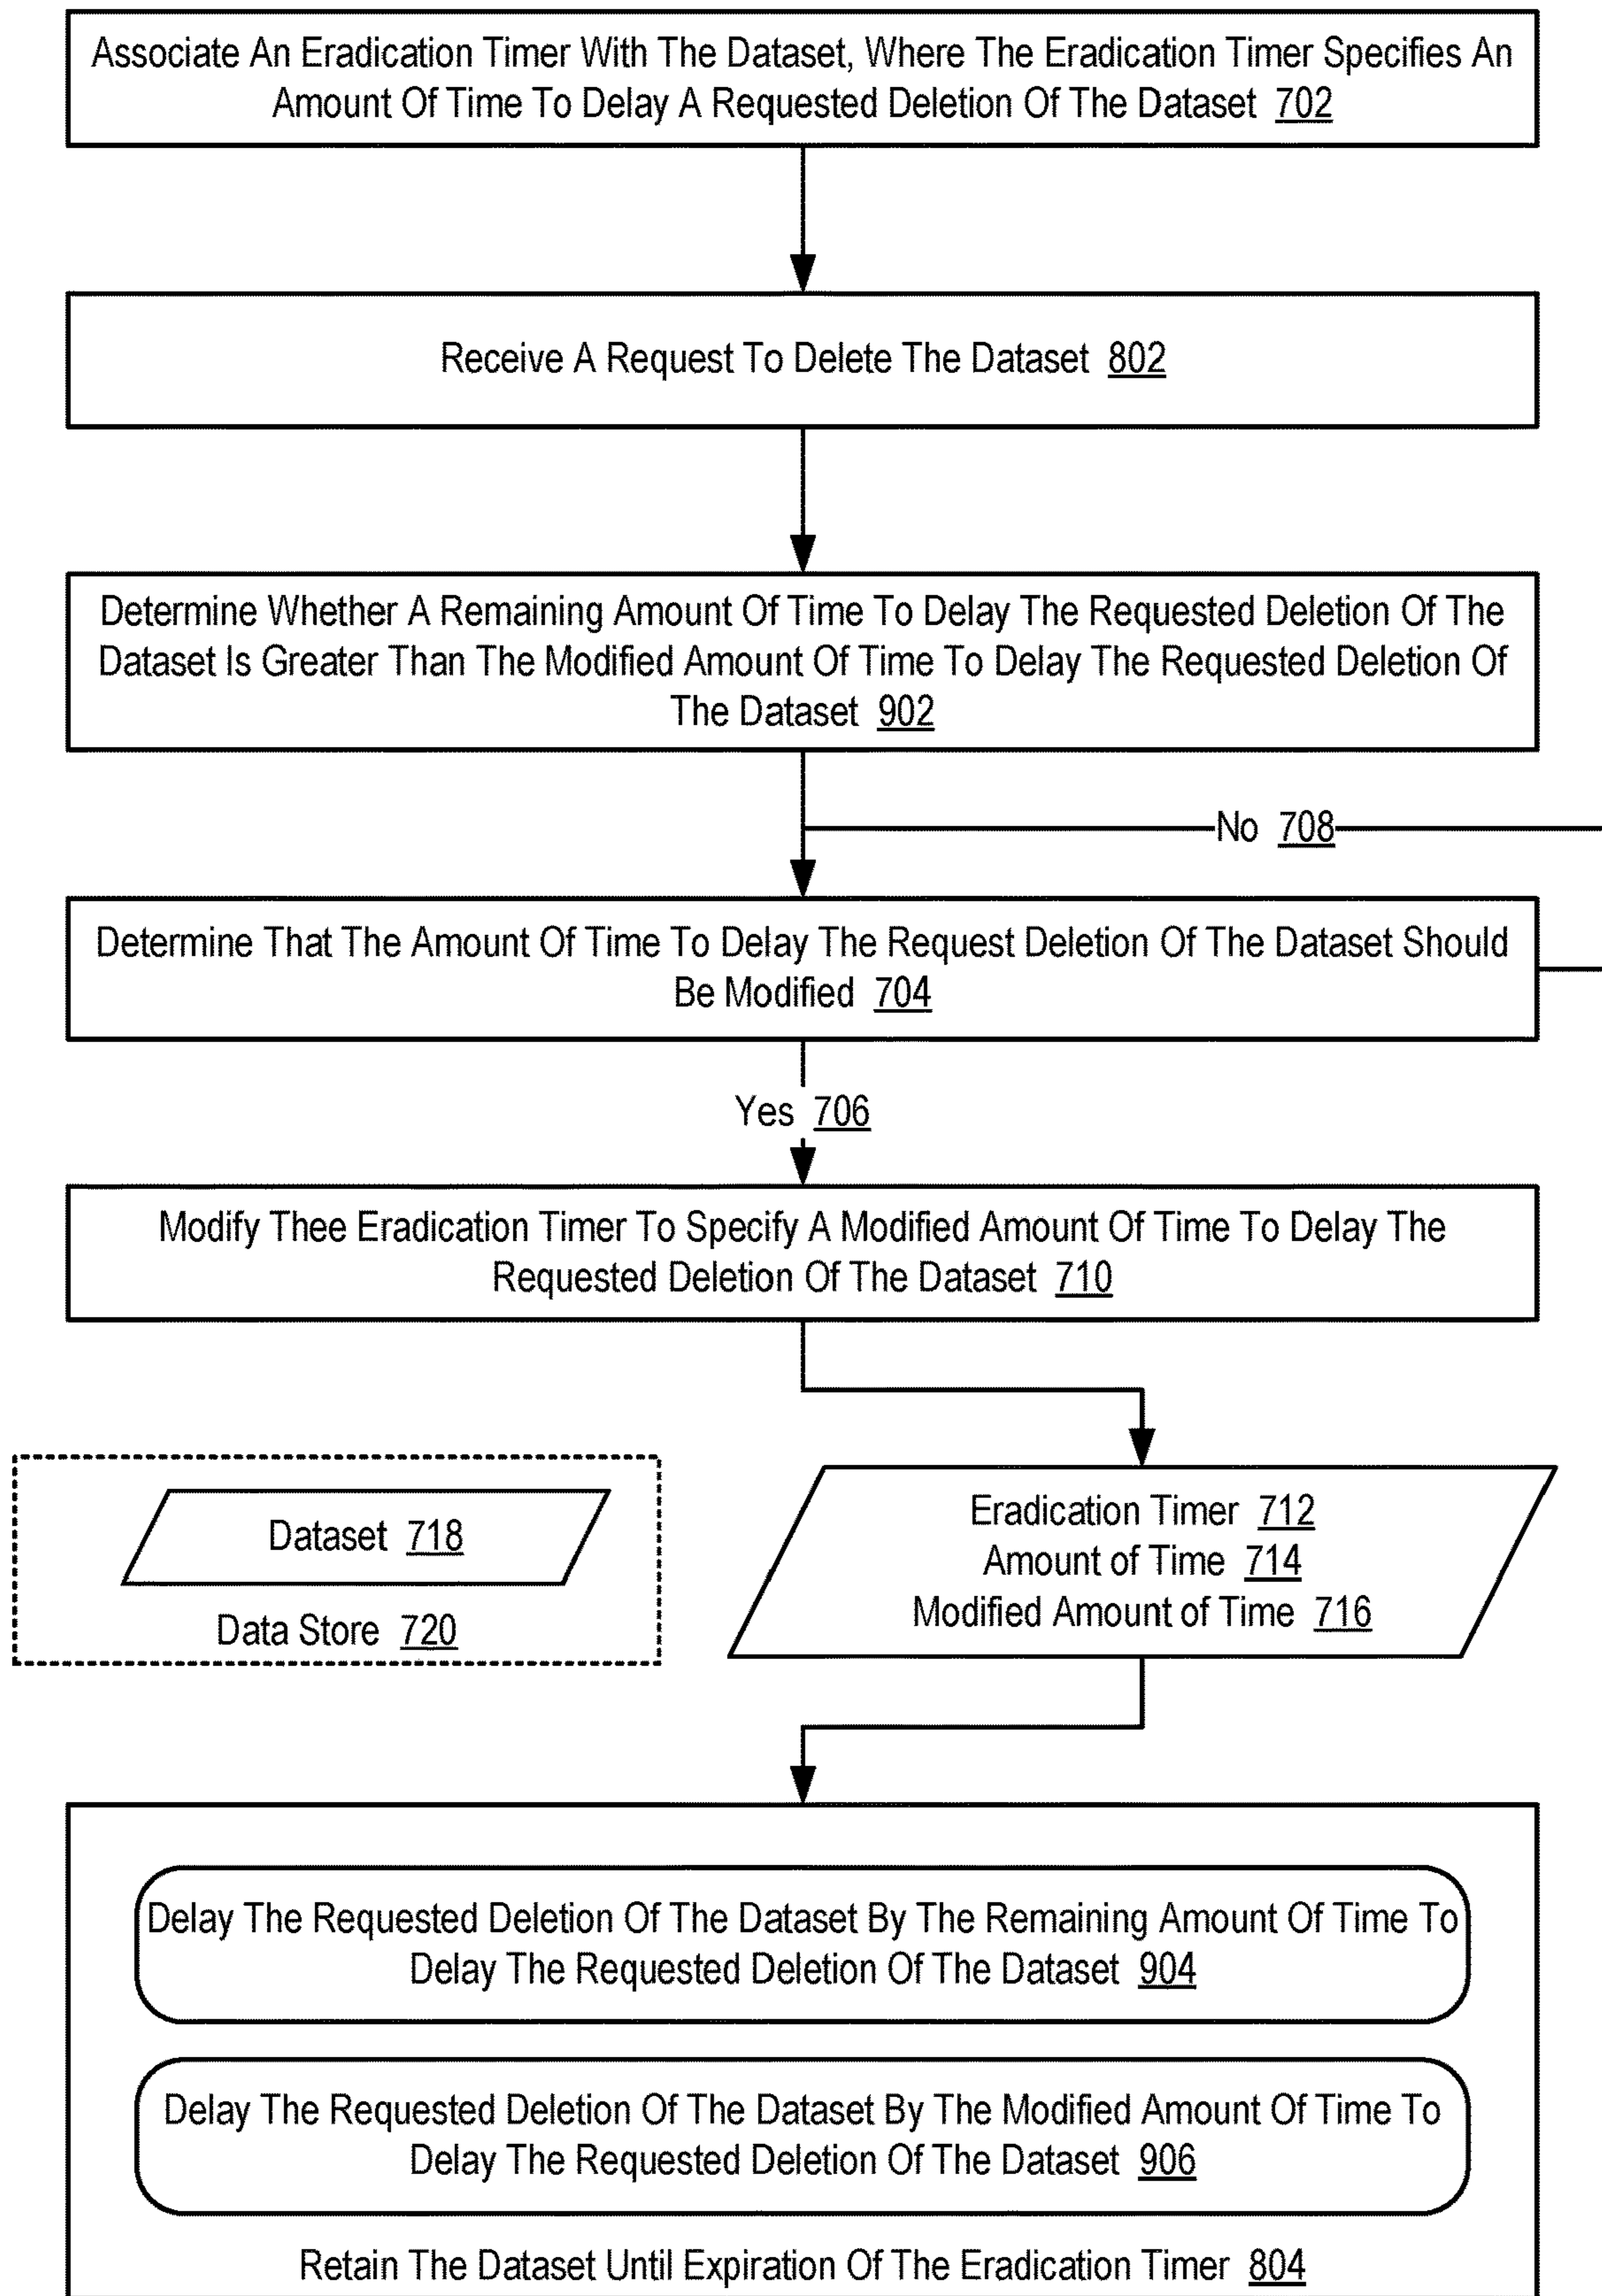 Associate An Eradication Timer With The Dataset, Where The Eradication Timer Specifies An
Amount Of Time To Delay A Requested Deletion Of The Dataset 702
Receive A Request To Delete The Dataset 802
Determine Whether A Remaining Amount Of Time To Delay The Requested Deletion Of The
Dataset Is Greater Than The Modified Amount Of Time To Delay The Requested Deletion Of
The Dataset 902
No 708
Determine That The Amount Of Time To Delay The Request Deletion Of The Dataset Should
Be Modified 704
Yes 706
Modify Thee Eradication Timer To Specify A Modified Amount Of Time To Delay The
Requested Deletion Of The Dataset 710
Dataset 718
Data Store 720
Eradication Timer 712
Amount of Time 714
Modified Amount of Time 716
Delay The Requested Deletion Of The Dataset By The Remaining Amount Of Time To
Delay The Requested Deletion Of The Dataset 904
Delay The Requested Deletion Of The Dataset By The Modified Amount Of Time To
Delay The Requested Deletion Of The Dataset 906
Retain The Dataset Until Expiration Of The Eradication Timer 804